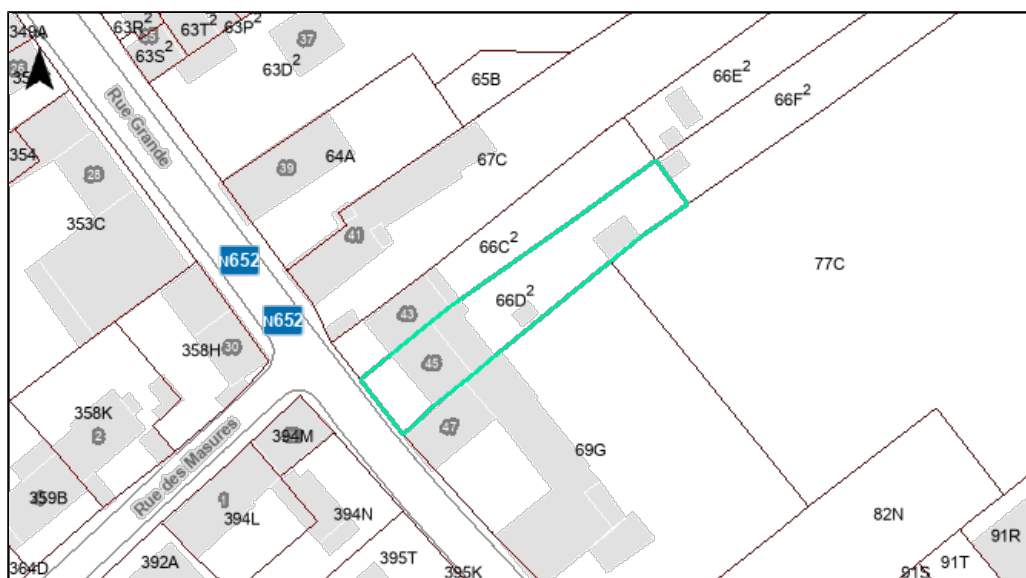 349A
63R²
63T²
63P²
35
63S²
37
63D²
26
65B
66E²
66F²
Rue Grande
354
28
64A
67C
39
353C
41
66C²
77C
N652
N652
66D²
43
358H
30
45
358K
2
47
394M
69G
Rue des Masures
359B
1
394L
394N
82N
91R
364D
392A
395T
395K
91S
91T